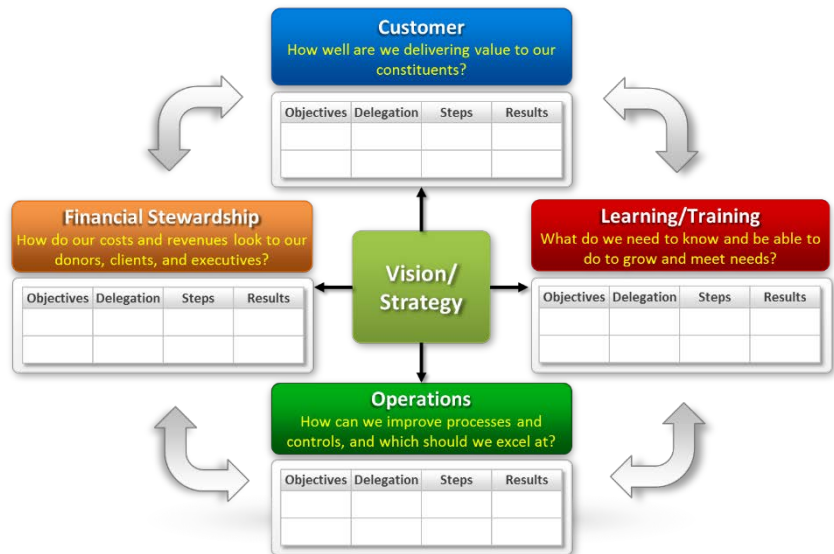 Customer
How well are we delivering value to our
constituents?
Objectives Delegation Steps Results
Financial Stewardship
How do our costs and revenues look to our
donors, clients, and executives?
Objectives Delegation Steps Results
Vision/
Strategy
Learning/Training
What do we need to know and be able to
do to grow and meet needs?
Objectives Delegation Steps Results
Operations
How can we improve processes and
controls, and which should we excel at?
Objectives Delegation Steps Results